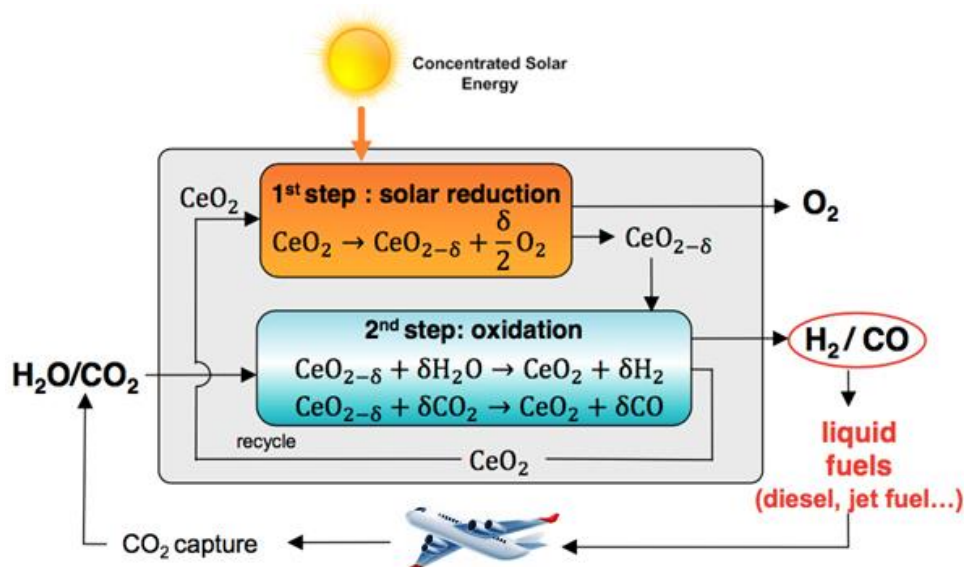 Concentrated Solar
Energy
CeO₂
1ˢᵗ step : solar reduction
CeO₂ → CeO₂₋δ + δ/2 O₂
O₂
CeO₂₋δ
2ⁿᵈ step: oxidation
CeO₂₋δ + δH₂O → CeO₂ + δH₂
CeO₂₋δ + δCO₂ → CeO₂ + δCO
H₂O/CO₂
H₂ / CO
recycle
CeO₂
liquid
fuels
(diesel, jet fuel...)
CO₂ capture